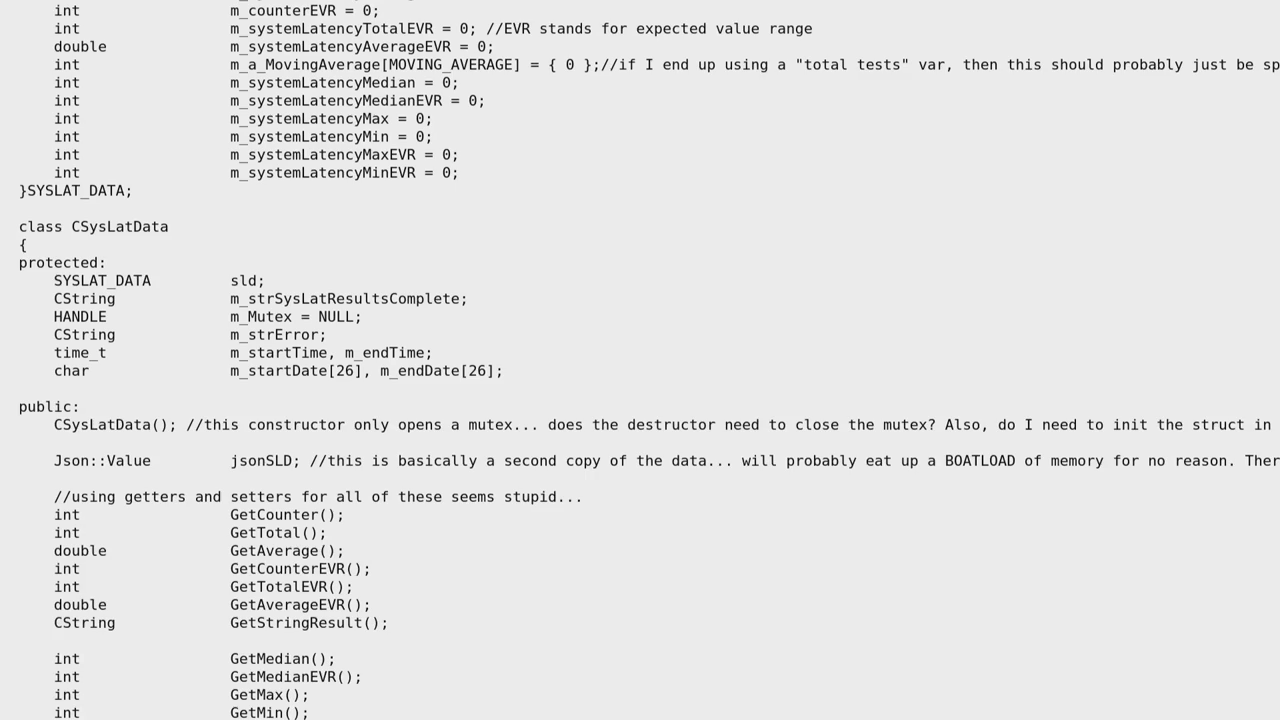 int m_counterEVR = 0;
int m_systemLatencyTotalEVR = 0; //EVR stands for expected value range
double m_systemLatencyAverageEVR = 0;
int m_a_MovingAverage[MOVING_AVERAGE] = { 0 };//if I end up using a "total tests" var, then this should probably just be sp
int m_systemLatencyMedian = 0;
int m_systemLatencyMedianEVR = 0;
int m_systemLatencyMax = 0;
int m_systemLatencyMin = 0;
int m_systemLatencyMaxEVR = 0;
int m_systemLatencyMinEVR = 0;
}SYSLAT_DATA;
class CSysLatData
{
protected:
SYSLAT_DATA sld;
CString m_strSysLatResultsComplete;
HANDLE m_Mutex = NULL;
CString m_strError;
time_t m_startTime, m_endTime;
char m_startDate[26], m_endDate[26];
public:
CSysLatData(); //this constructor only opens a mutex... does the destructor need to close the mutex? Also, do I need to init the struct in
Json::Value jsonSLD; //this is basically a second copy of the data... will probably eat up a BOATLOAD of memory for no reason. Ther
//using getters and setters for all of these seems stupid...
int GetCounter();
int GetTotal();
double GetAverage();
int GetCounterEVR();
int GetTotalEVR();
double GetAverageEVR();
CString GetStringResult();
int GetMedian();
int GetMedianEVR();
int GetMax();
int GetMin();